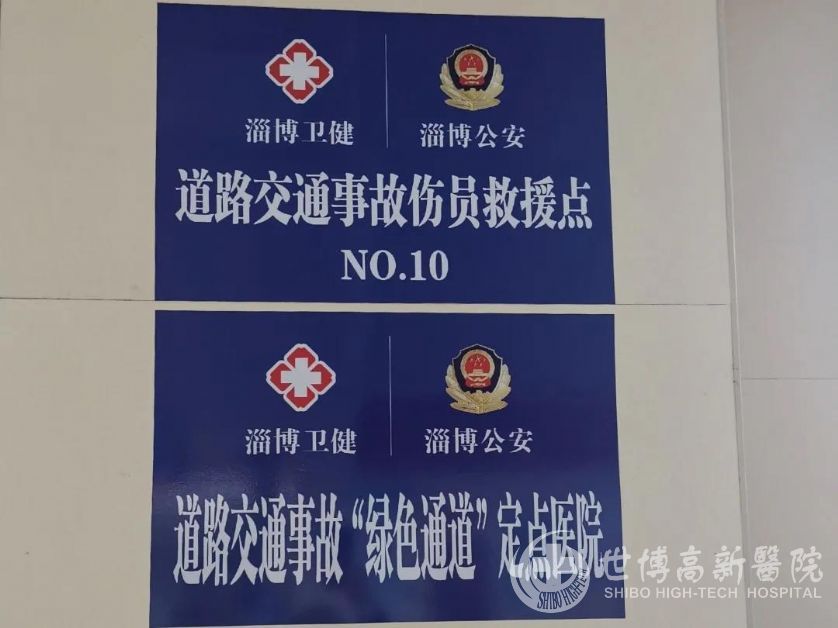 淄博卫健 淄博公安
道路交通事故伤员救援点
NO.10
淄博卫健 淄博公安
道路交通事故“绿色通道”定点医院
世博高新醫院
SHIBO HIGH-TECH HOSPITAL